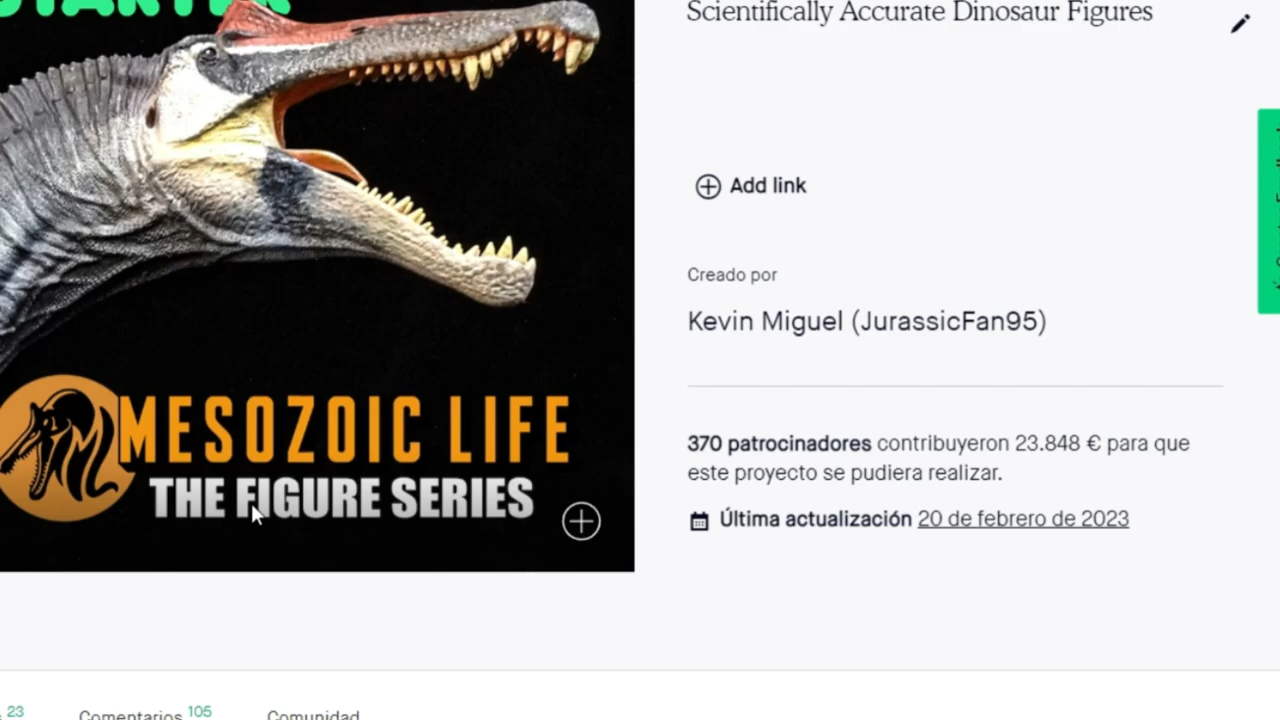 Scientifically Accurate Dinosaur Figures
Add link
Creado por
Kevin Miguel (JurassicFan95)
370 patrocinadores contribuyeron 23.848 € para que
este proyecto se pudiera realizar.
Última actualización 20 de febrero de 2023
MESOZOIC LIFE
THE FIGURE SERIES
23
Comentarios 105
Comunidad